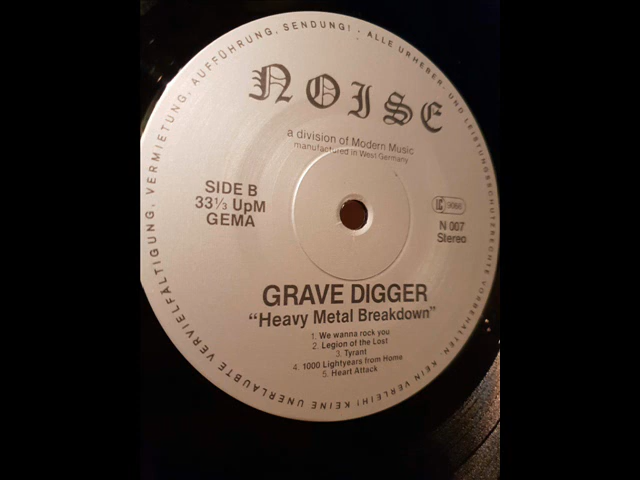 ALLE URHEBER- UND LEISTUNGSSCHUTZRECHTE VORBEHALTEN. KEIN VERLEIH! KEINE UNERLAUBTE VERVIELFÄLTIGUNG, VERMIETUNG, AUFFÜHRUNG, SENDUNG! -
NOISE
a division of Modern Music
manufactured in West Germany
SIDE B
33⅓ UpM
GEMA
LC 9066
N 007
Stereo
GRAVE DIGGER
"Heavy Metal Breakdown"
1. We wanna rock you
2. Legion of the Lost
3. Tyrant
4. 1000 Lightyears from Home
5. Heart Attack